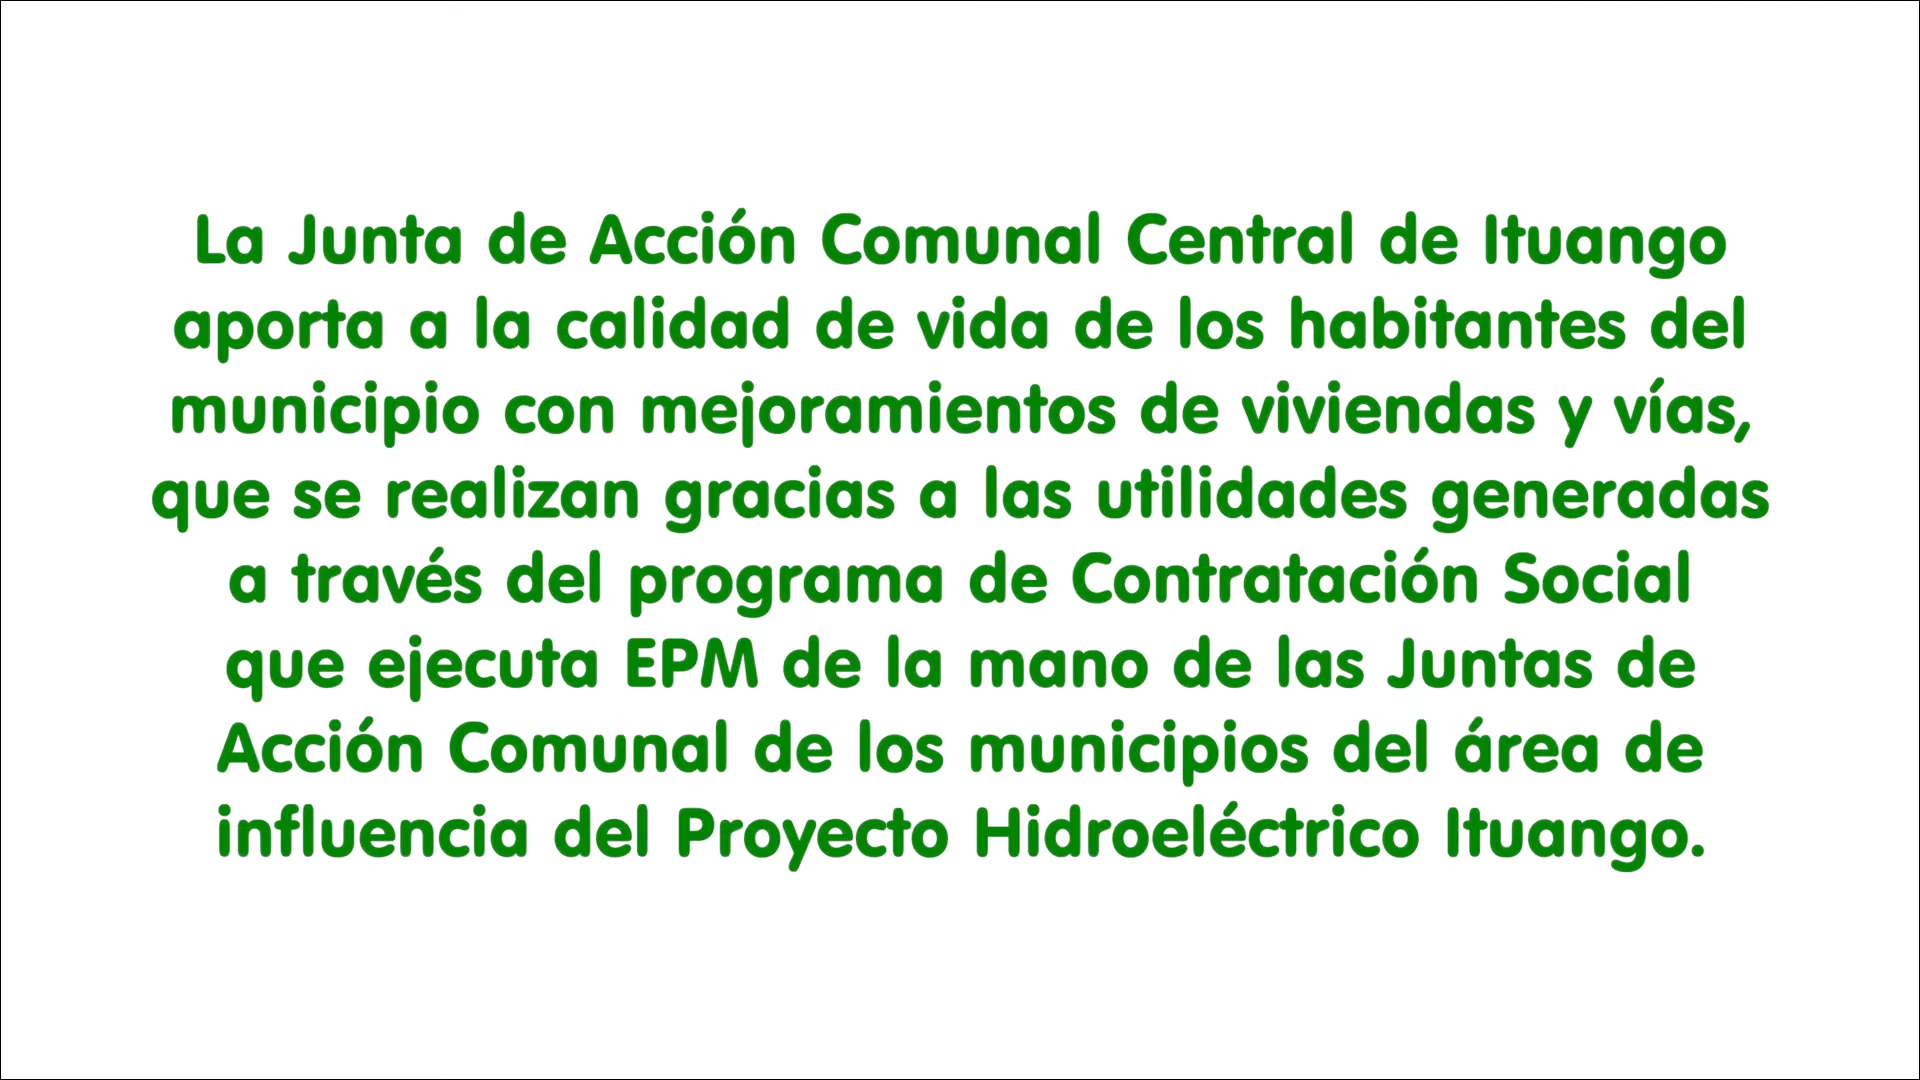 La Junta de Acción Comunal Central de Ituango
aporta a la calidad de vida de los habitantes del
municipio con mejoramientos de viviendas y vías,
que se realizan gracias a las utilidades generadas
a través del programa de Contratación Social
que ejecuta EPM de la mano de las Juntas de
Acción Comunal de los municipios del área de
influencia del Proyecto Hidroeléctrico Ituango.